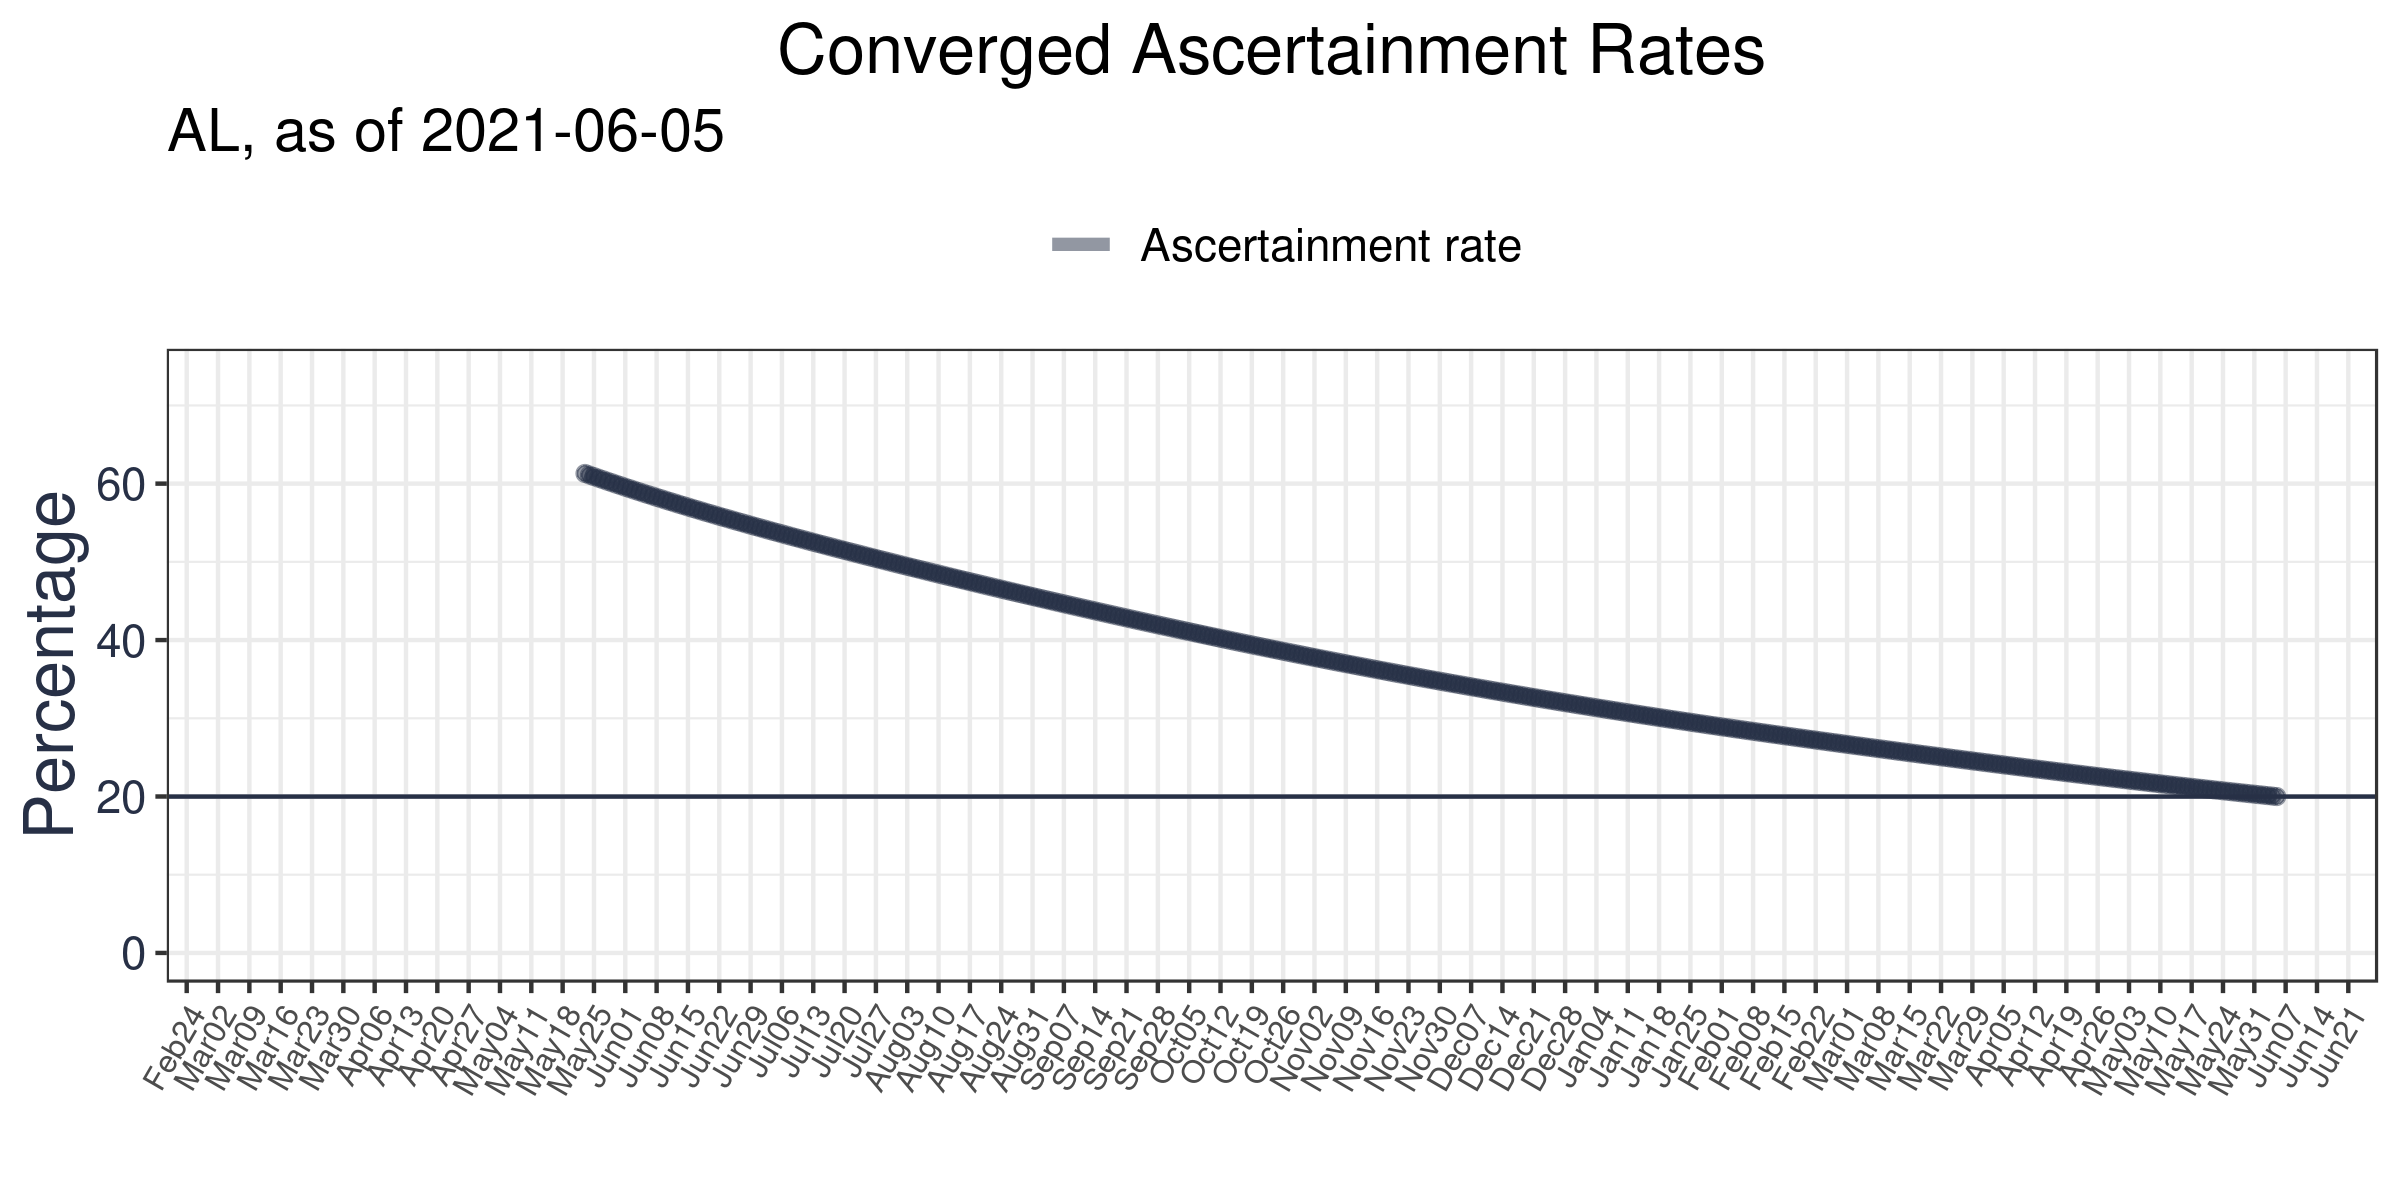 Converged Ascertainment Rates
AL, as of 2021-06-05
Ascertainment rate
Percentage
60
40
20
0
Feb24
Mar02
Mar09
Mar16
Mar23
Mar30
Apr06
Apr13
Apr20
Apr27
May04
May11
May18
May25
Jun01
Jun08
Jun15
Jun22
Jun29
Jul06
Jul13
Jul20
Jul27
Aug03
Aug10
Aug17
Aug24
Aug31
Sep07
Sep14
Sep21
Sep28
Oct05
Oct12
Oct19
Oct26
Nov02
Nov09
Nov16
Nov23
Nov30
Dec07
Dec14
Dec21
Dec28
Jan04
Jan11
Jan18
Jan25
Feb01
Feb08
Feb15
Feb22
Mar01
Mar08
Mar15
Mar22
Mar29
Apr05
Apr12
Apr19
Apr26
May03
May10
May17
May24
May31
Jun07
Jun14
Jun21